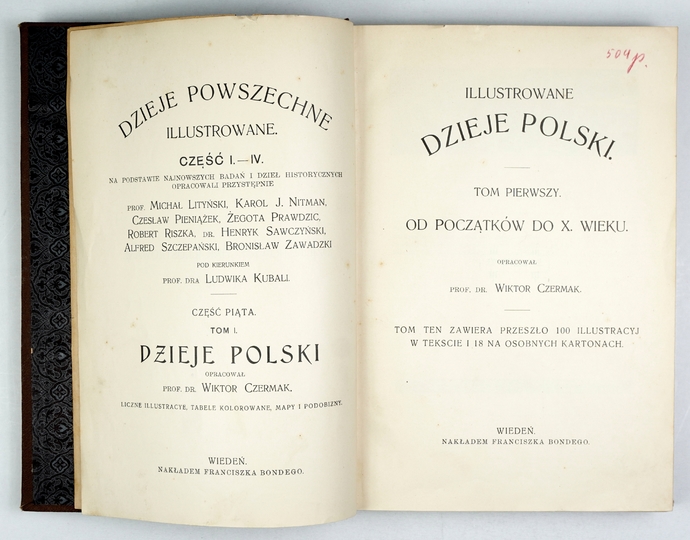 DZIEJE POWSZECHNE
ILLUSTROWANE.
CZĘŚĆ I.—IV.
NA PODSTAWIE NAJNOWSZYCH BADAŃ I DZIEŁ HISTORYCZNYCH
OPRACOWALI PRZYSTĘPNIE
PROF. MICHAŁ LITYŃSKI, KAROL J. NITMAN,
CZESŁAW PIENIĄŻEK, ŻEGOTA PRAWDZIC,
ROBERT RISZKA, DR. HENRYK SAWCZYŃSKI,
ALFRED SZCZEPAŃSKI, BRONISŁAW ZAWADZKI
POD KIERUNKIEM
PROF. DRA LUDWIKA KUBALI.
CZĘŚĆ PIĄTA.
TOM I.
DZIEJE POLSKI
OPRACOWAŁ
PROF. DR. WIKTOR CZERMAK.
LICZNE ILLUSTRACYE, TABELE KOLOROWANE, MAPY I PODOBIZNY.
WIEDEŃ.
NAKŁADEM FRANCISZKA BONDEGO.
504 p.
ILLUSTROWANE
DZIEJE POLSKI.
TOM PIERWSZY.
OD POCZĄTKÓW DO X. WIEKU.
OPRACOWAŁ
PROF. DR. WIKTOR CZERMAK.
TOM TEN ZAWIERA PRZESZŁO 100 ILLUSTRACYJ
W TEKSCIE I 18 NA OSOBNYCH KARTONACH.
WIEDEŃ.
NAKŁADEM FRANCISZKA BONDEGO.